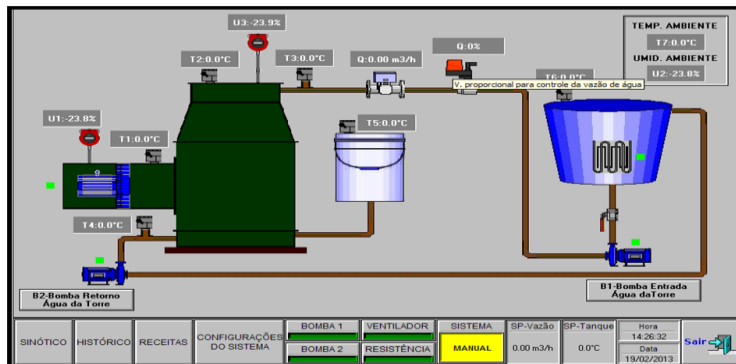 U3:-23.9%
TEMP. AMBIENTE
T7:0.0°C
UMID. AMBIENTE
U2:-23.8%
T2:0.0°C
T3:0.0°C
Q:0.00 m3/h
Q:0%
T6:0.0°C
V. proporcional para controle da vazão de água
U1:-23.8%
T1:0.0°C
T5:0.0°C
T4:0.0°C
B2-Bomba Retorno
Água da Torre
B1-Bomba Entrada
Água daTorre
SINÓTICO
HISTÓRICO
RECEITAS
CONFIGURAÇÕES
DO SISTEMA
BOMBA 1
BOMBA 2
VENTILADOR
RESISTÊNCIA
SISTEMA
MANUAL
SP-Vazão
0.00 m3/h
SP-Tanque
0.0°C
Hora
14:26:32
Data
19/02/2013
Sair